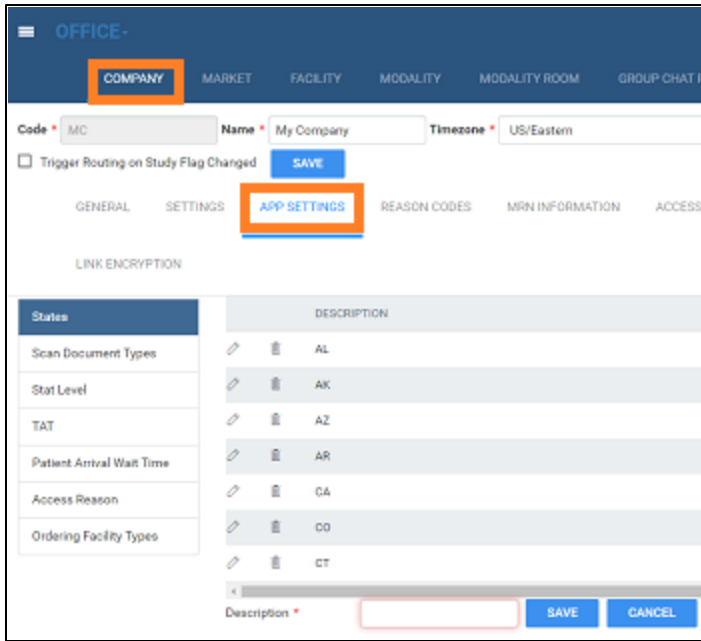 OFFICE-
COMPANY MARKET FACILITY MODALITY MODALITY ROOM GROUP CHAT
Code * MC Name * My Company Timezone * US/Eastern
Trigger Routing on Study Flag Changed SAVE
GENERAL SETTINGS APP SETTINGS REASON CODES MRN INFORMATION ACCESS
LINK ENCRYPTION
States DESCRIPTION
Scan Document Types AL
Stat Level AK
TAT AZ
Patient Arrival Wait Time AR
Access Reason CA
Ordering Facility Types CO
CT
Description * SAVE CANCEL